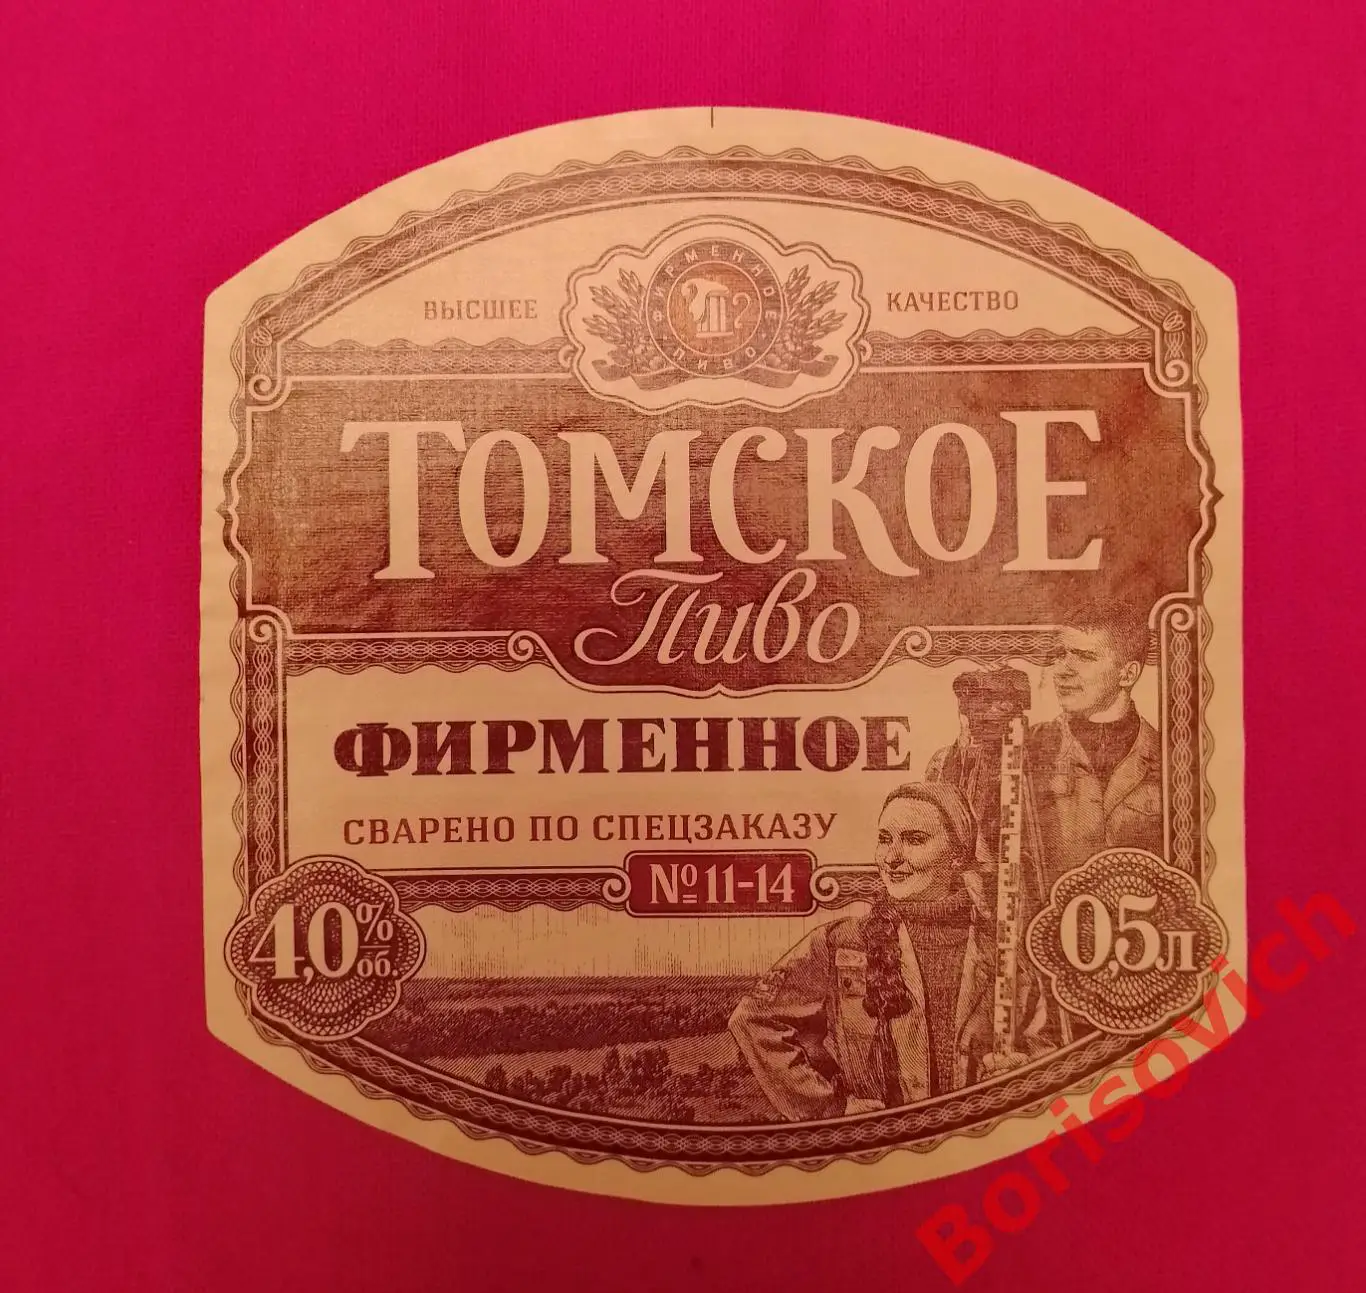 ВЫСШЕЕ КАЧЕСТВО
ФИРМЕННОЕ
ПИВО
ТОМСКОЕ
Пиво
ФИРМЕННОЕ
СВАРЕНО ПО СПЕЦЗАКАЗУ
№11-14
4,0% об.
0,5л
Borisovich